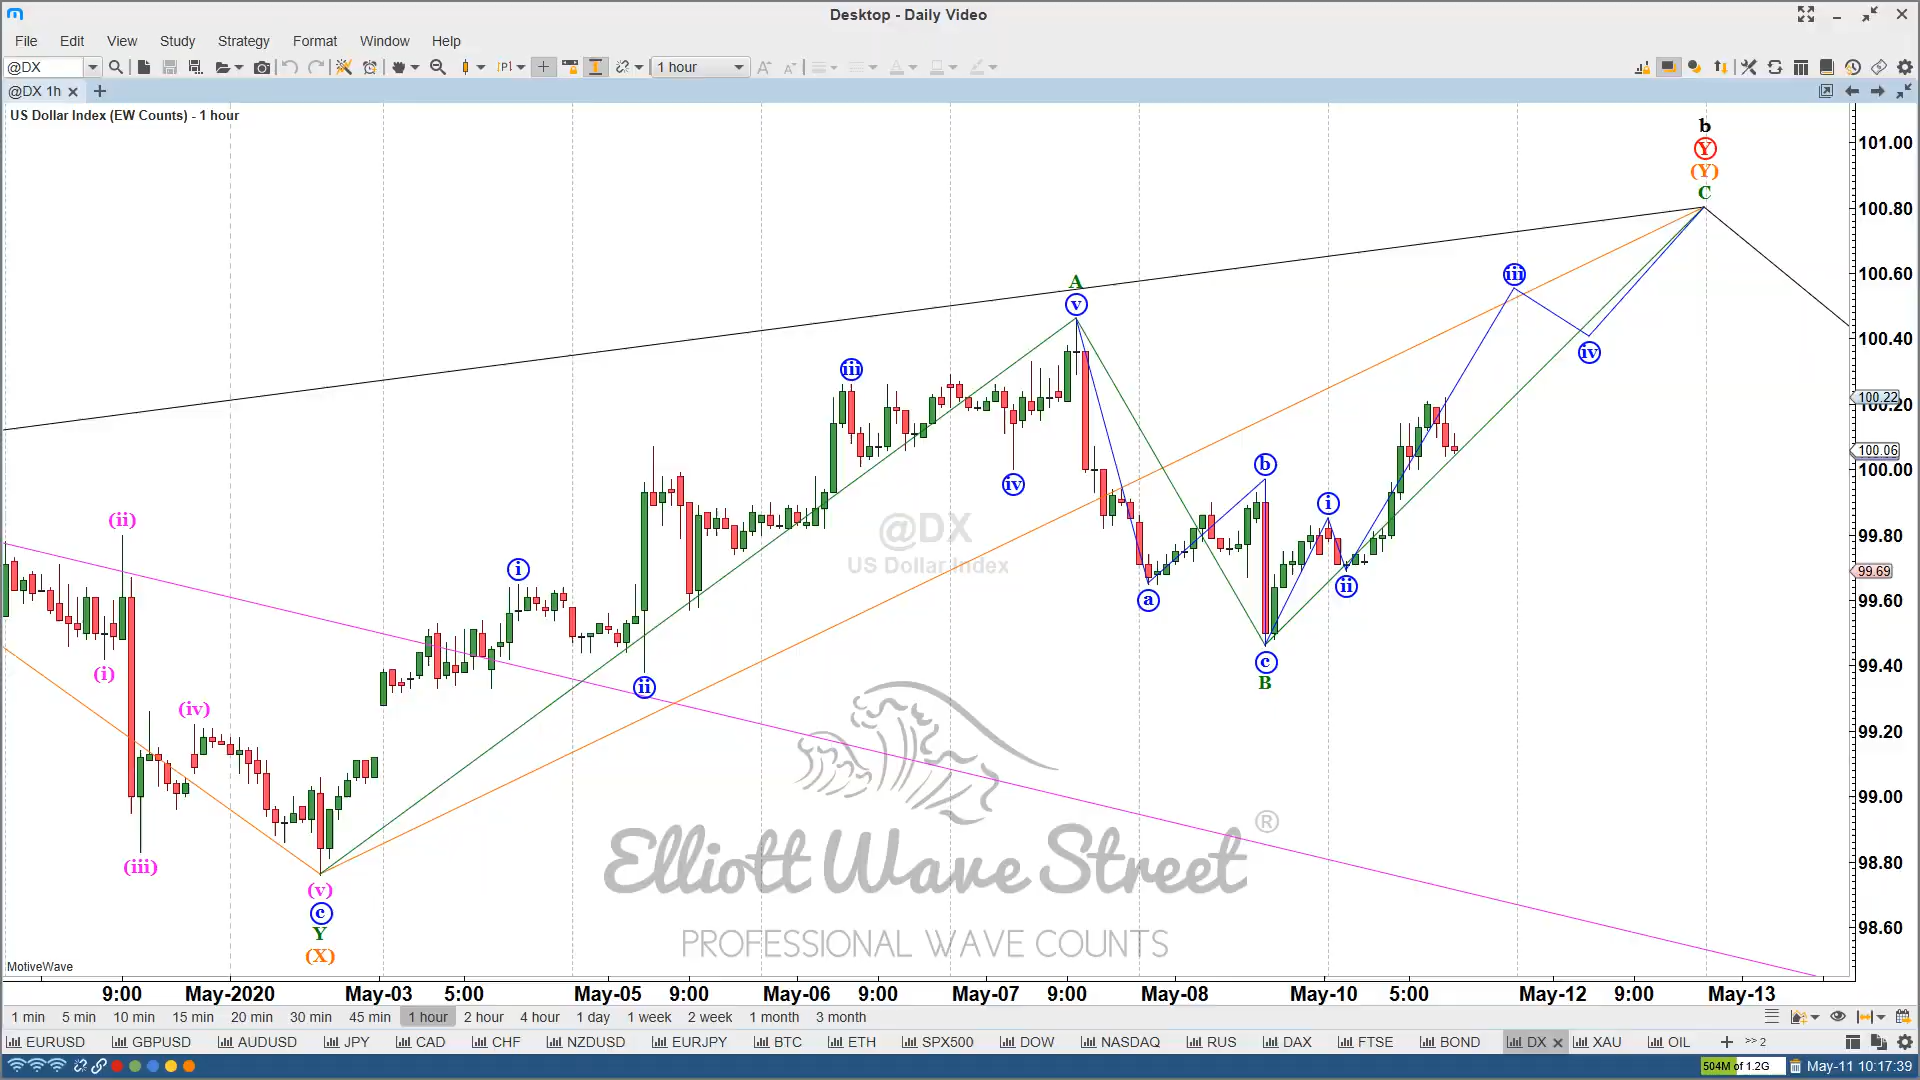 Desktop - Daily Video
File Edit View Study Strategy Format Window Help
@DX 1 hour
@DX 1h
US Dollar Index (EW Counts) - 1 hour
b
Y
(Y)
C
101.00
100.80
100.60
100.40
100.22
100.20
100.06
100.00
99.80
99.69
99.60
99.40
99.20
99.00
98.80
98.60
A
v
iii
iii
iv
iv
b
i
(ii)
@DX
US Dollar Index
i
a
ii
(i)
c
B
ii
(iv)
(iii)
(v)
c
Y
(X)
Elliott Wave Street ®
PROFESSIONAL WAVE COUNTS
MotiveWave
9:00 May-2020 May-03 5:00 May-05 9:00 May-06 9:00 May-07 9:00 May-08 May-10 5:00 May-12 9:00 May-13
1 min 5 min 10 min 15 min 20 min 30 min 45 min 1 hour 2 hour 4 hour 1 day 1 week 2 week 1 month 3 month
EURUSD GBPUSD AUDUSD JPY CAD CHF NZDUSD EURJPY BTC ETH SPX500 DOW NASDAQ RUS DAX FTSE BOND DX XAU OIL >> 2
504M of 1.2G May-11 10:17:39